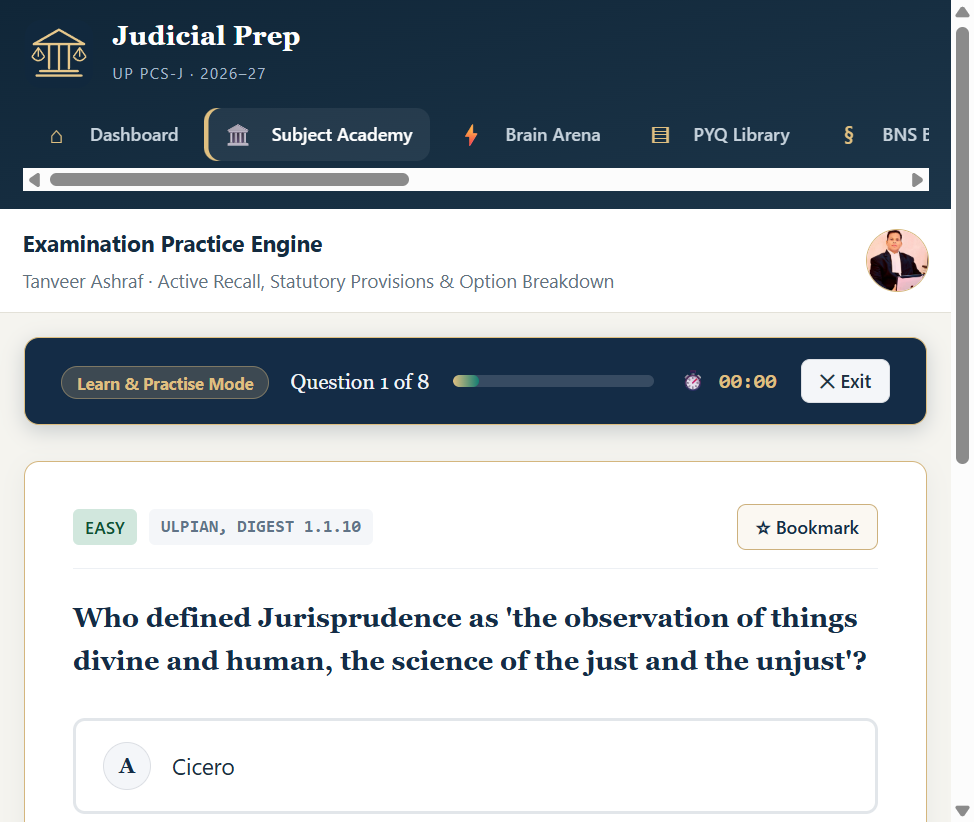 Judicial Prep
UP PCS-J · 2026–27
Dashboard
Subject Academy
Brain Arena
PYQ Library
§ BNS
Examination Practice Engine
Tanveer Ashraf · Active Recall, Statutory Provisions & Option Breakdown
Learn & Practise Mode
Question 1 of 8
00:00
Exit
EASY
ULPIAN, DIGEST 1.1.10
☆ Bookmark
Who defined Jurisprudence as 'the observation of things
divine and human, the science of the just and the unjust'?
A
Cicero